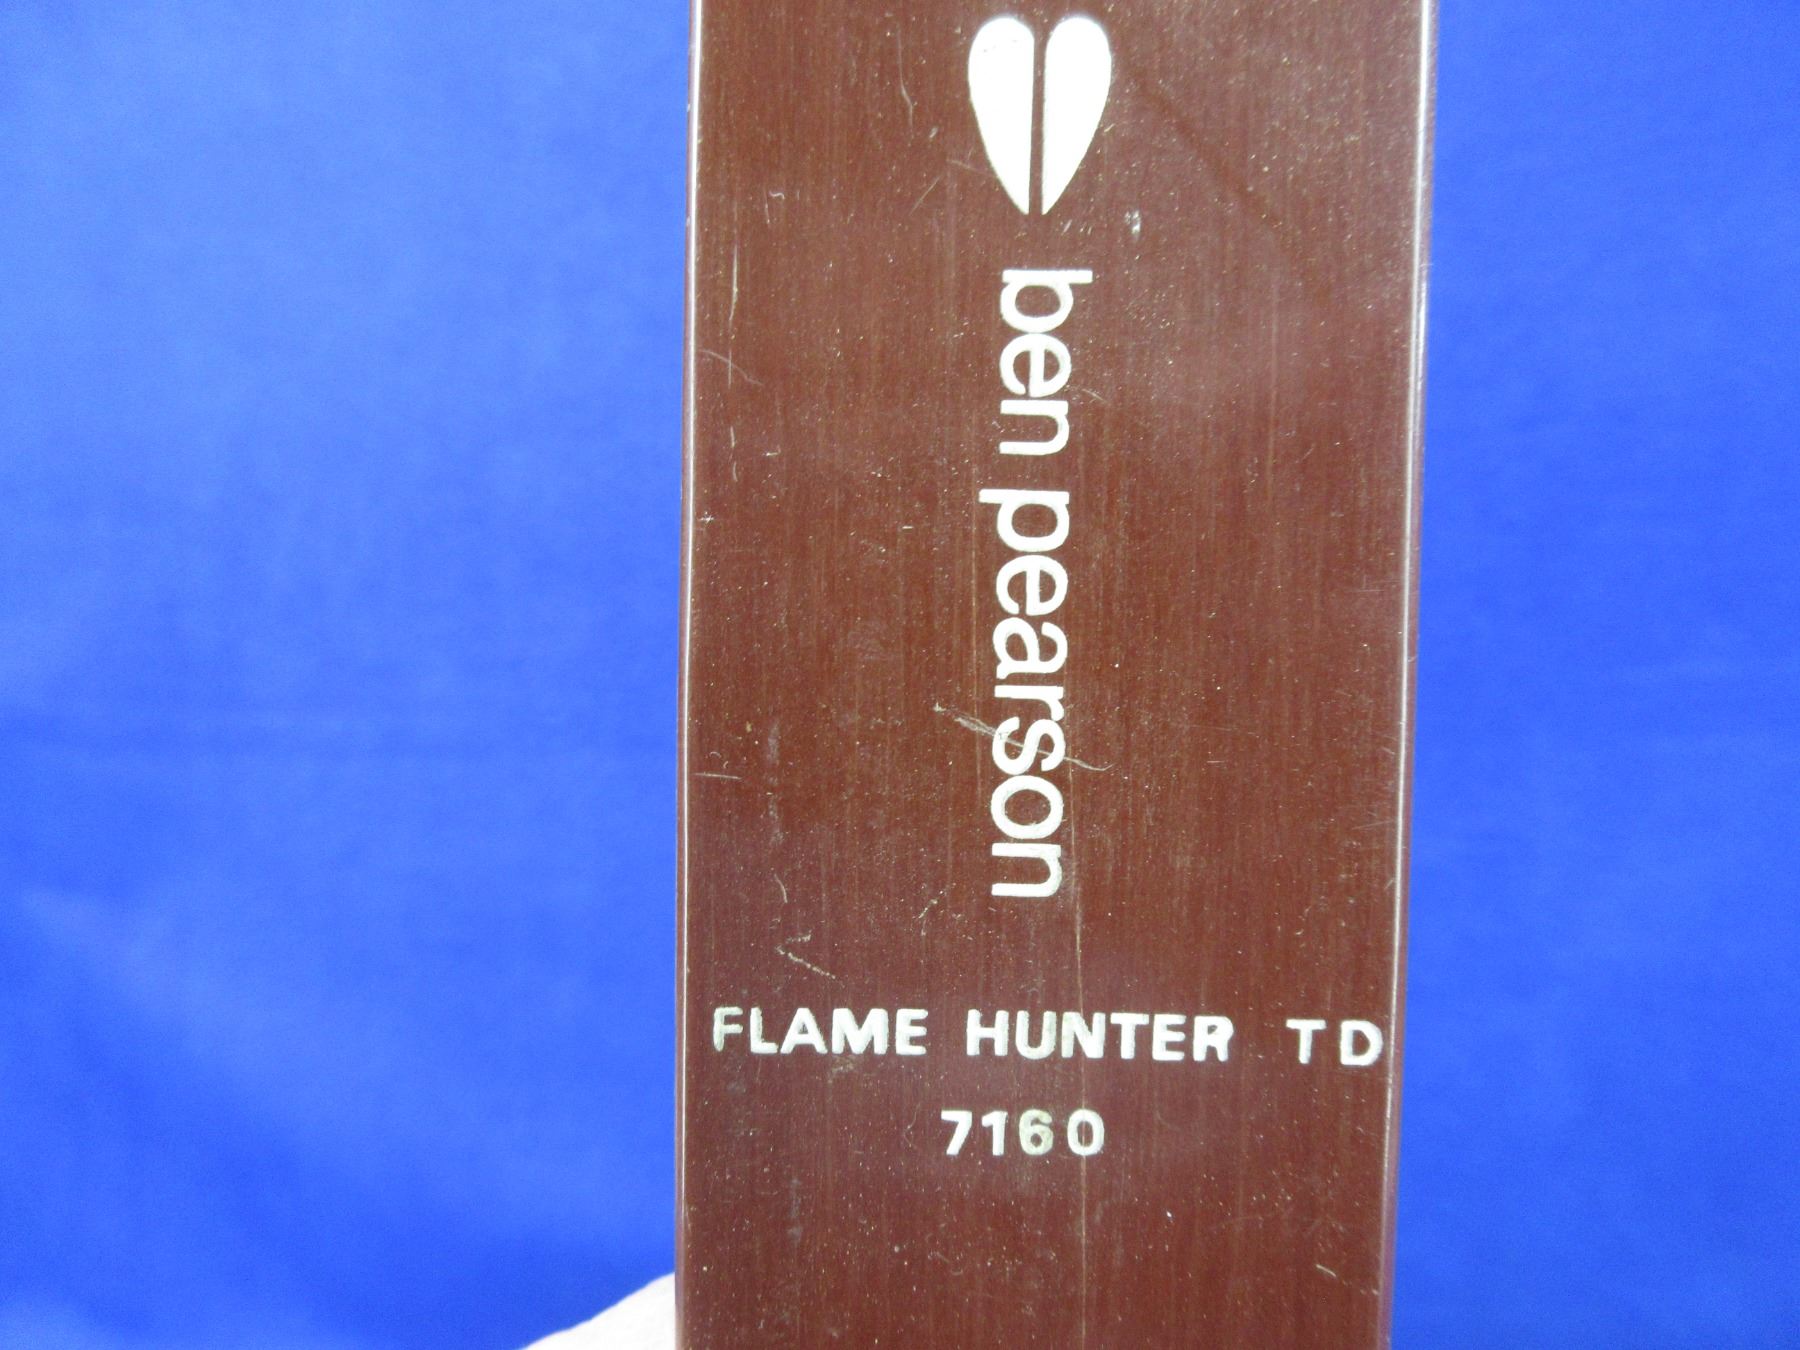 ben pearson
FLAME HUNTER TD
7160